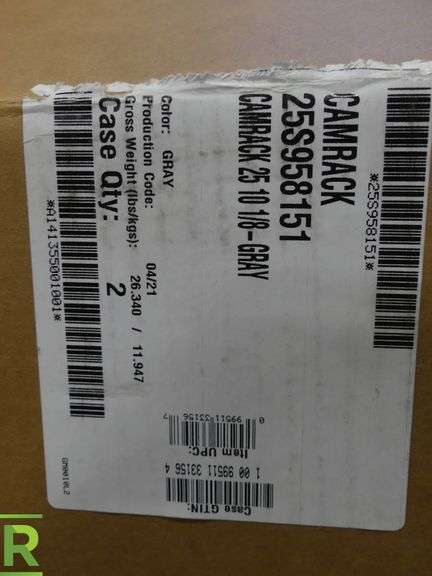 CAMRACK
25S958151
CAMRACK 25 10 1/8- GRAY
*25S958151*
Color: GRAY
Production Code: 04/21
Gross Weight (lbs/kgs): 26.340 / 11.947
Case Qty: 2
*A141355001001*
Item UPC:
0 99511 33156 7
Case GTIN:
1 00 99511 33156 4
GM8010L2
R